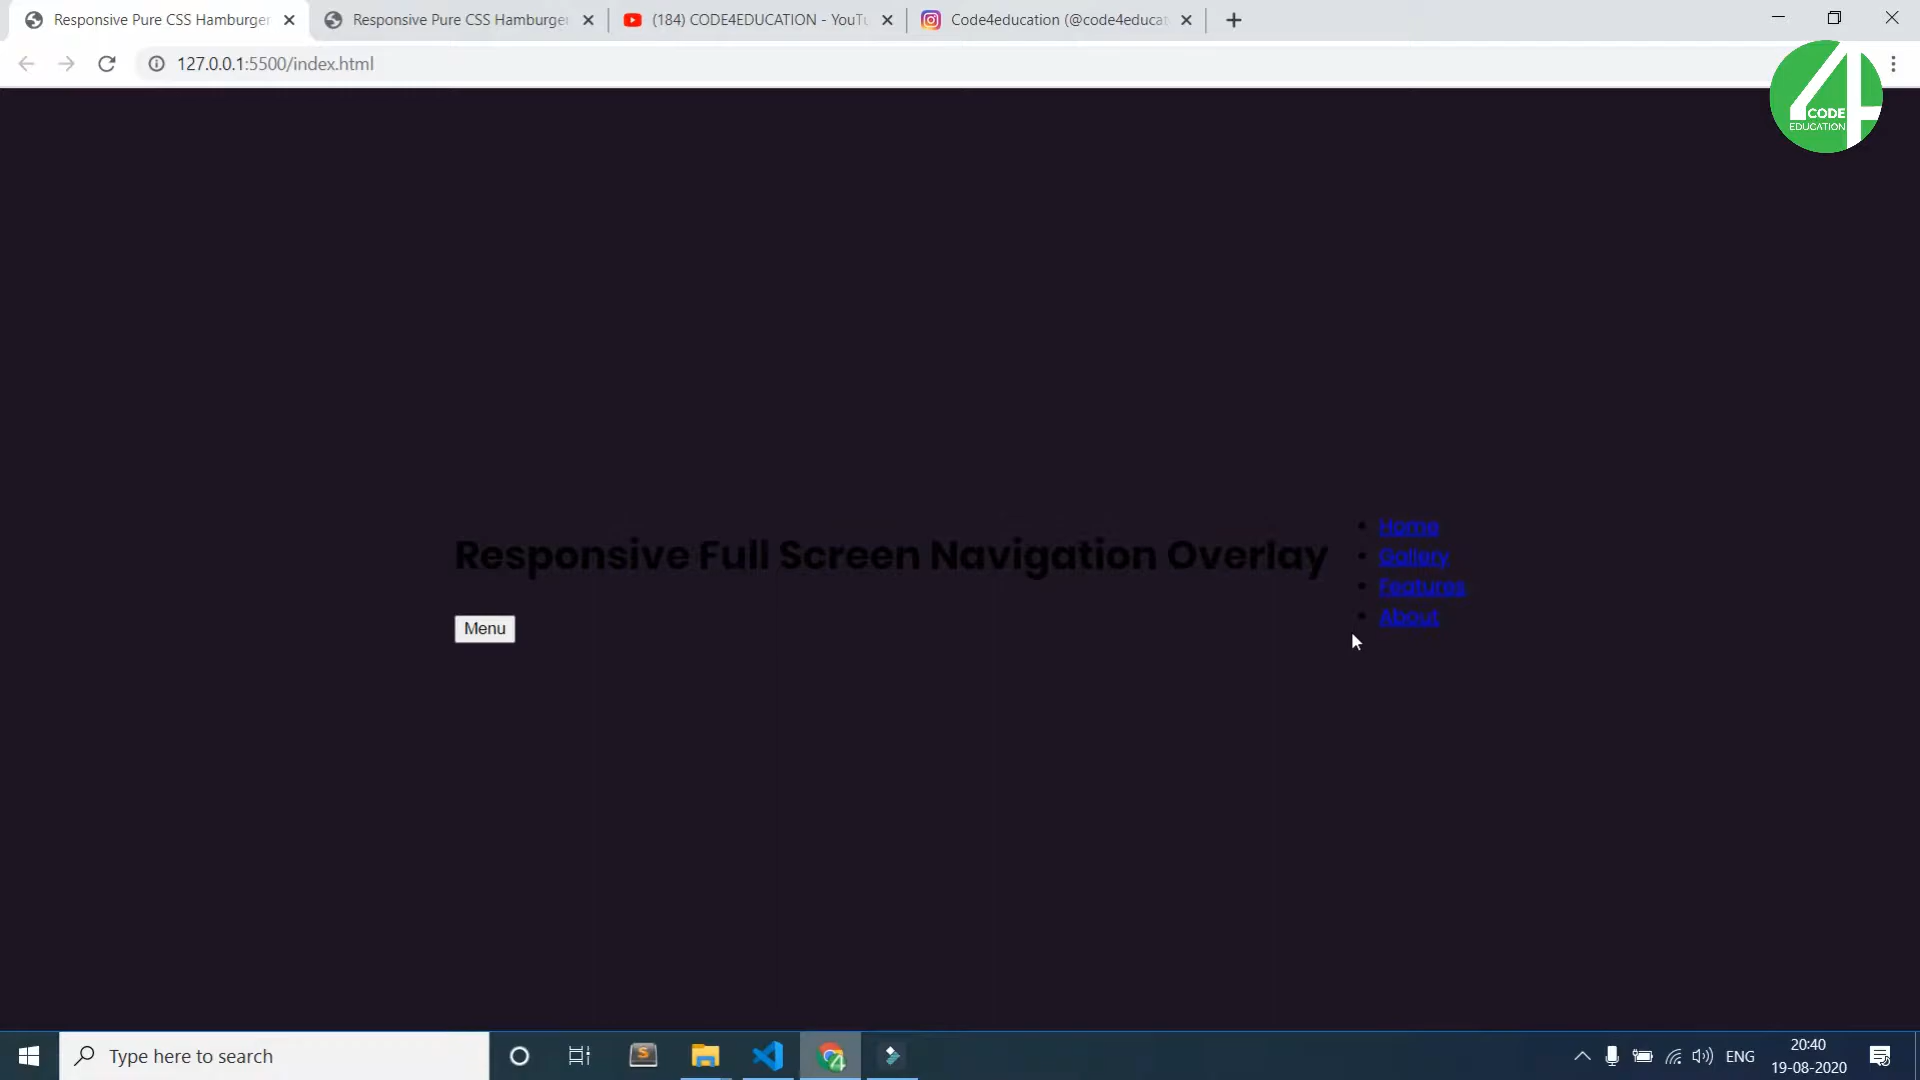 Responsive Pure CSS Hamburger
Responsive Pure CSS Hamburge
(184) CODE4EDUCATION - YouTu
Code4education (@code4educat
127.0.0.1:5500/index.html
CODE
EDUCATION
Responsive Full Screen Navigation Overlay
Menu
Home
Gallery
Features
About
Type here to search
ENG
20:40
19-08-2020